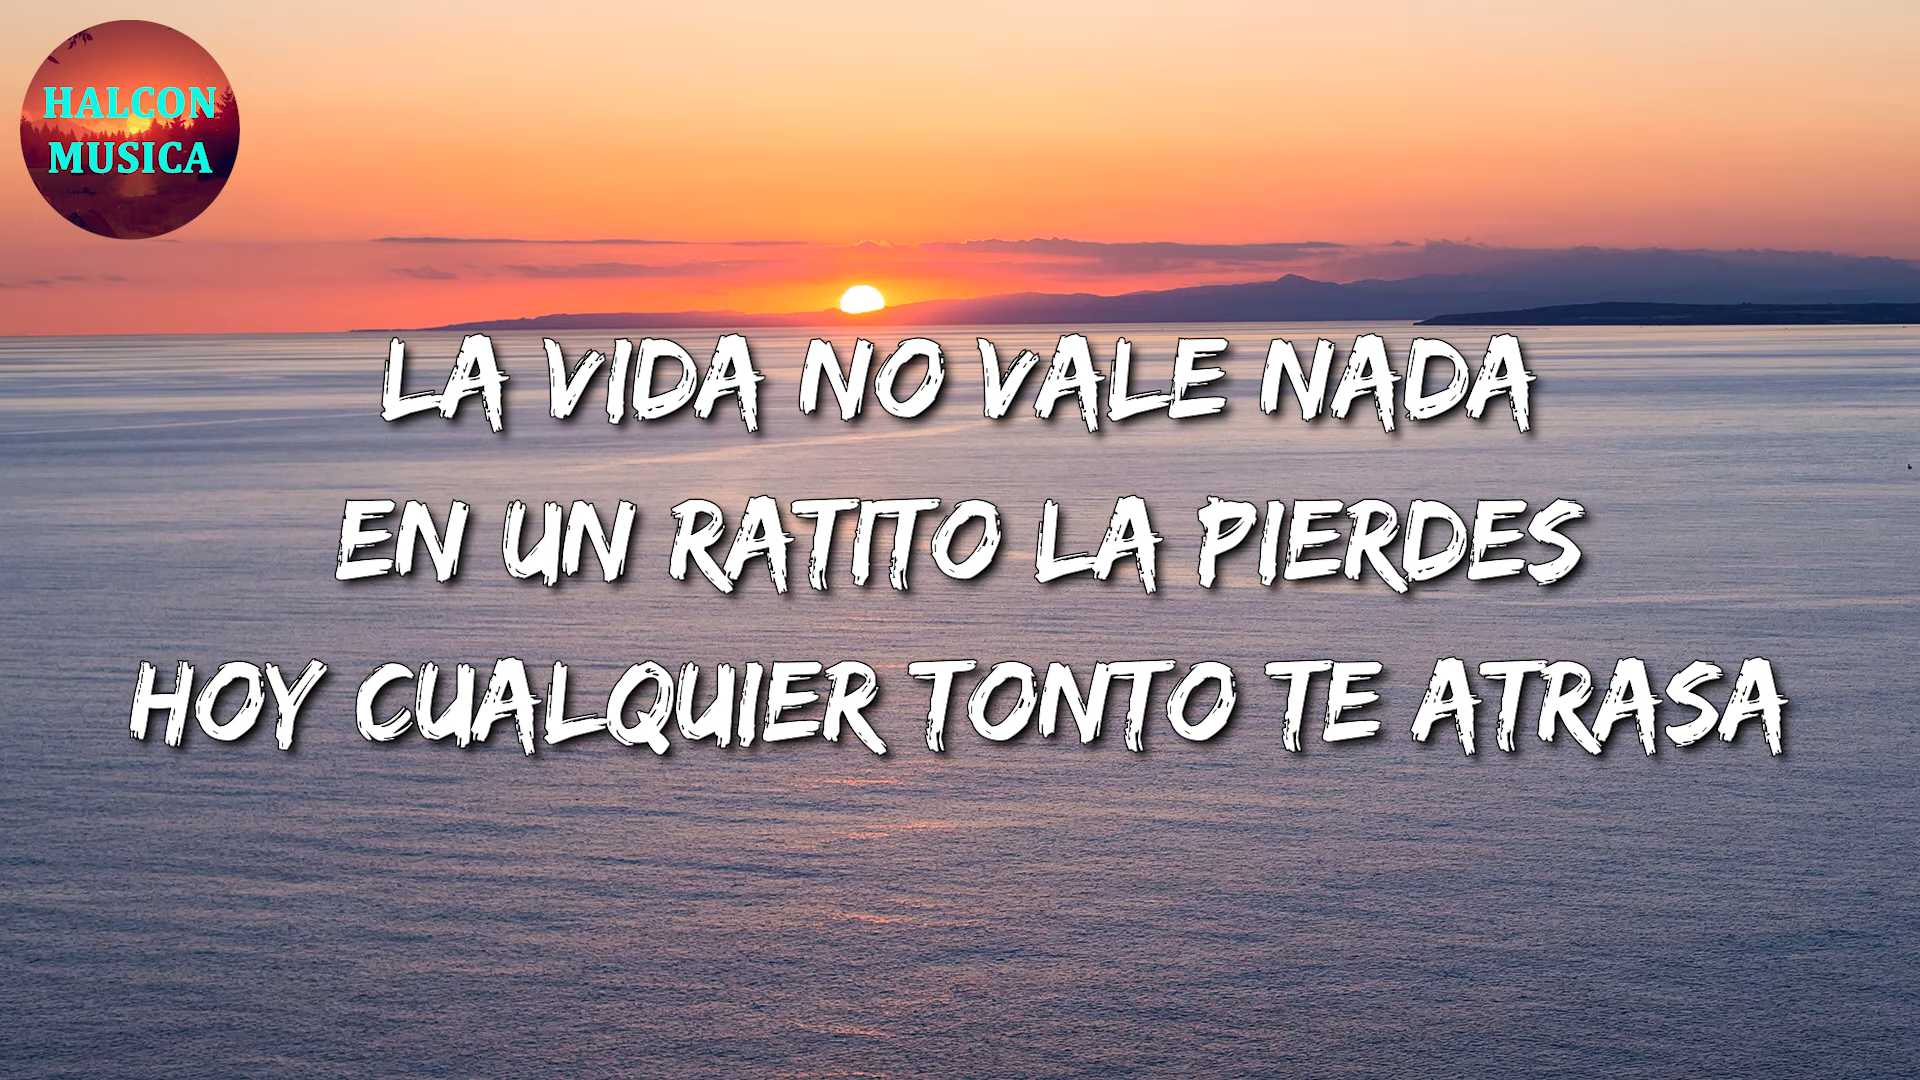 HALCON
MUSICA
LA VIDA NO VALE NADA
EN UN RATITO LA PIERDES
HOY CUALQUIER TONTO TE ATRASA